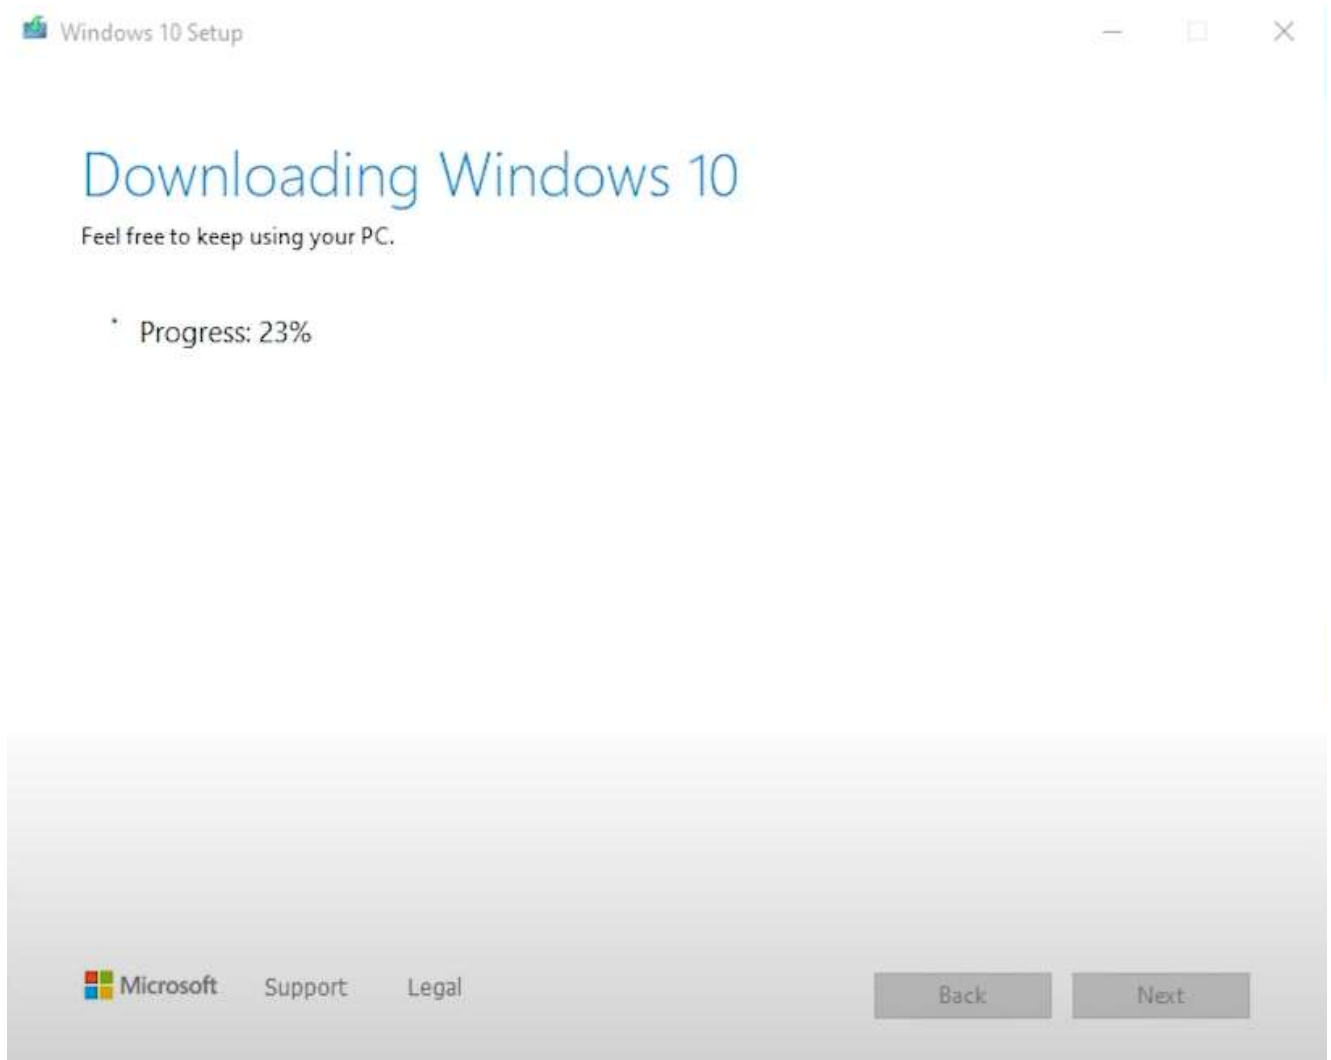 Windows 10 Setup
Downloading Windows 10
Feel free to keep using your PC.
Progress: 23%
Microsoft Support Legal Back Next